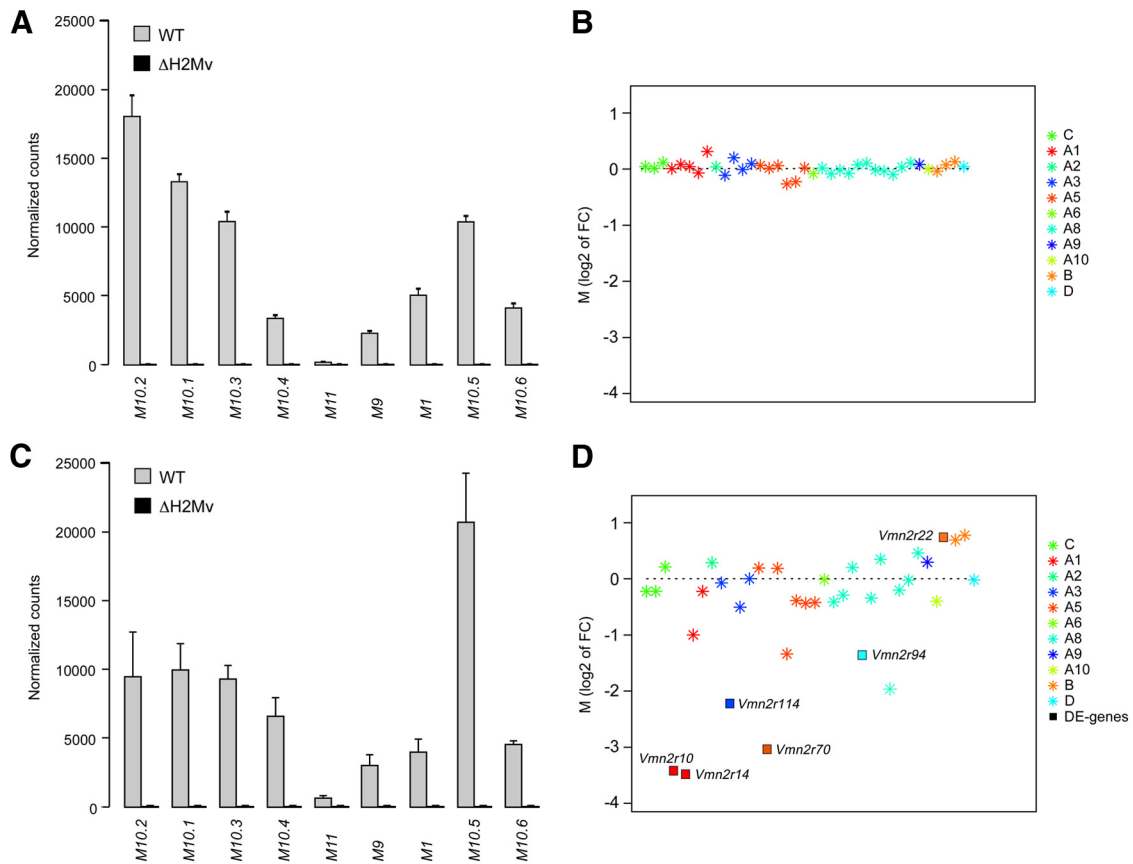 A
25000
20000
15000
10000
5000
0
Normalized counts
WT
ΔH2Mv
M10.2
M10.1
M10.3
M10.4
M11
M9
M1
M10.5
M10.6
B
1
0
-1
-2
-3
-4
M (log2 of FC)
C
A1
A2
A3
A5
A6
A8
A9
A10
B
D
C
25000
20000
15000
10000
5000
0
Normalized counts
WT
ΔH2Mv
M10.2
M10.1
M10.3
M10.4
M11
M9
M1
M10.5
M10.6
D
1
0
-1
-2
-3
-4
M (log2 of FC)
Vmn2r22
Vmn2r94
Vmn2r114
Vmn2r70
Vmn2r10
Vmn2r14
C
A1
A2
A3
A5
A6
A8
A9
A10
B
D
DE-genes